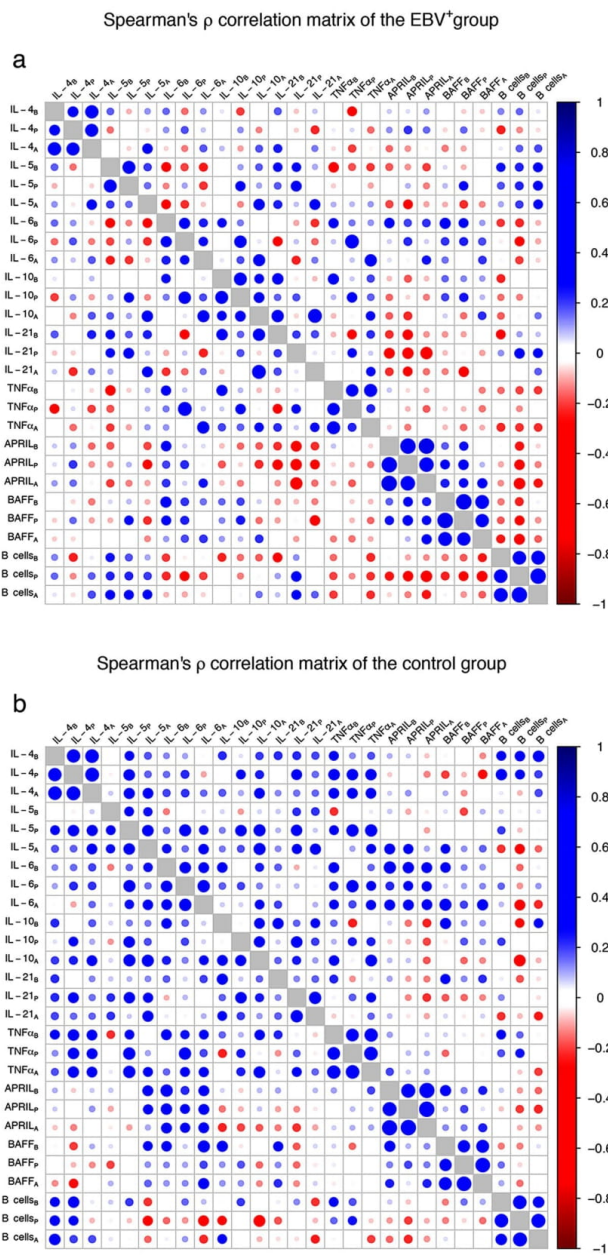 Spearman's ρ correlation matrix of the EBV⁺group
a
IL−4B IL−4P IL−4A IL−5B IL−5P IL−5A IL−6B IL−6P IL−6A IL−10B IL−10P IL−10A IL−21B IL−21P IL−21A TNFαB TNFαP TNFαA APRILB APRILP APRILA BAFFB BAFFP BAFFA B cellsB B cellsP B cellsA
IL−4B
IL−4P
IL−4A
IL−5B
IL−5P
IL−5A
IL−6B
IL−6P
IL−6A
IL−10B
IL−10P
IL−10A
IL−21B
IL−21P
IL−21A
TNFαB
TNFαP
TNFαA
APRILB
APRILP
APRILA
BAFFB
BAFFP
BAFFA
B cellsB
B cellsP
B cellsA
1
0.8
0.6
0.4
0.2
0
−0.2
−0.4
−0.6
−0.8
−1
Spearman's ρ correlation matrix of the control group
b
IL−4B IL−4P IL−4A IL−5B IL−5P IL−5A IL−6B IL−6P IL−6A IL−10B IL−10P IL−10A IL−21B IL−21P IL−21A TNFαB TNFαP TNFαA APRILB APRILP APRILA BAFFB BAFFP BAFFA B cellsB B cellsP B cellsA
IL−4B
IL−4P
IL−4A
IL−5B
IL−5P
IL−5A
IL−6B
IL−6P
IL−6A
IL−10B
IL−10P
IL−10A
IL−21B
IL−21P
IL−21A
TNFαB
TNFαP
TNFαA
APRILB
APRILP
APRILA
BAFFB
BAFFP
BAFFA
B cellsB
B cellsP
B cellsA
1
0.8
0.6
0.4
0.2
0
−0.2
−0.4
−0.6
−0.8
−1